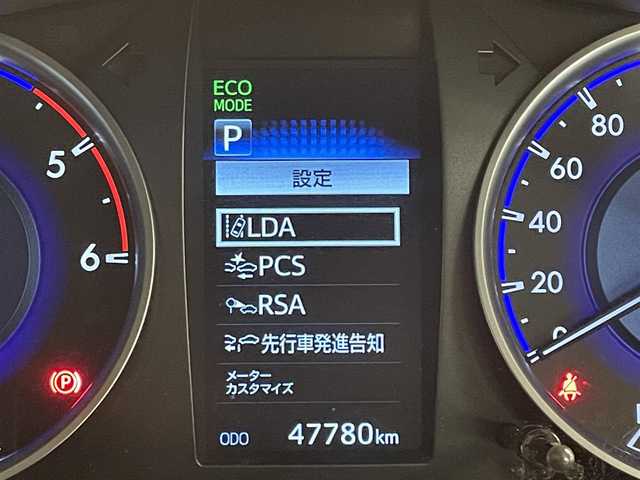 ECO
MODE
P
設定
LDA
PCS
RSA
先行車発進告知
メーター
カスタマイズ
ODO 47780km
5
6
P
80
60
40
20
0